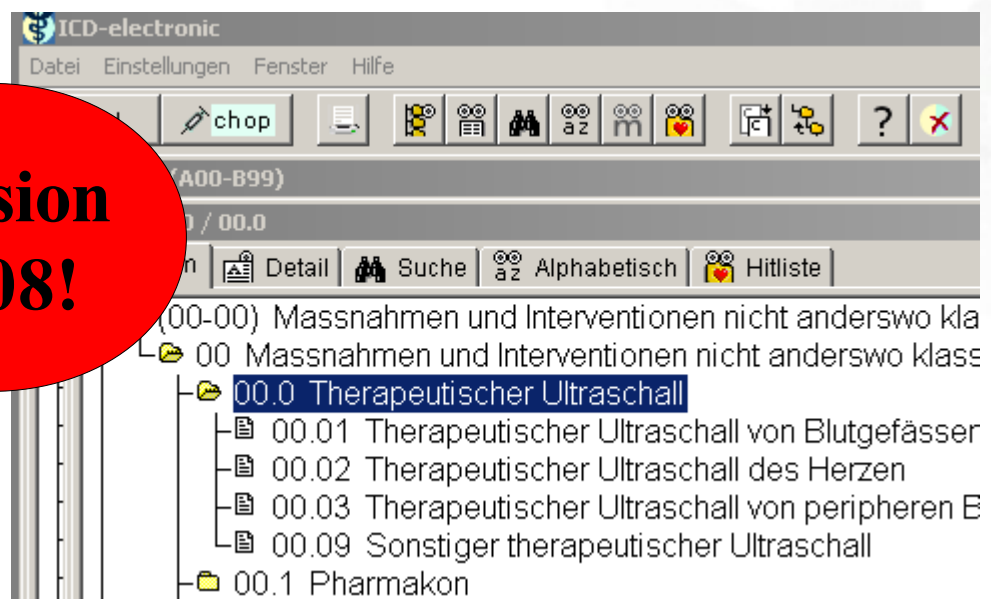 ICD-electronic
Datei Einstellungen Fenster Hilfe
chop
(A00-B99)
/ 00.0
Detail Suche Alphabetisch Hitliste
(00-00) Massnahmen und Interventionen nicht anderswo kla
00 Massnahmen und Interventionen nicht anderswo klass
00.0 Therapeutischer Ultraschall
00.01 Therapeutischer Ultraschall von Blutgefässen
00.02 Therapeutischer Ultraschall des Herzen
00.03 Therapeutischer Ultraschall von peripheren B
00.09 Sonstiger therapeutischer Ultraschall
00.1 Pharmakon
sion
08!